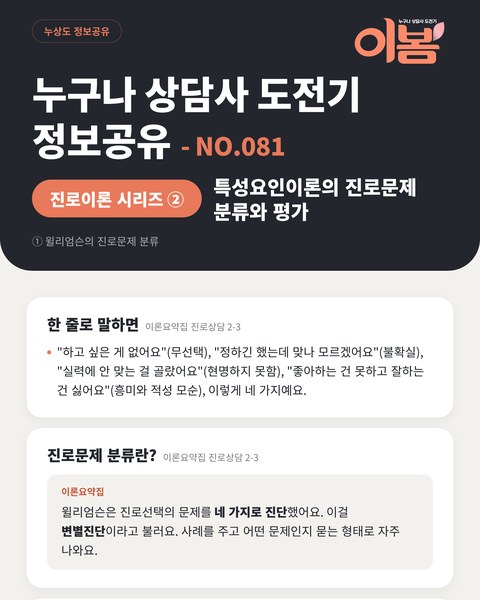 누상도 정보공유
누구나 상담사 도전기
이봄
누구나 상담사 도전기
정보공유 - NO.081
진로이론 시리즈 ②
특성요인이론의 진로문제
분류와 평가
① 윌리엄슨의 진로문제 분류
한 줄로 말하면 이론요약집 진로상담 2-3
• "하고 싶은 게 없어요"(무선택), "정하긴 했는데 맞나 모르겠어요"(불확실),
"실력에 안 맞는 걸 골랐어요"(현명하지 못함), "좋아하는 건 못하고 잘하는
건 싫어요"(흥미와 적성 모순), 이렇게 네 가지예요.
진로문제 분류란? 이론요약집 진로상담 2-3
이론요약집
윌리엄슨은 진로선택의 문제를 네 가지로 진단했어요. 이걸
변별진단이라고 불러요. 사례를 주고 어떤 문제인지 묻는 형태로 자주
나와요.